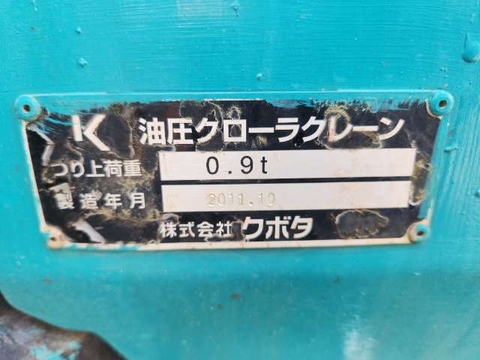 K 油圧クローラクレーン
つり上荷重 0.9t
製造年月 2011.10
株式会社 クボタ